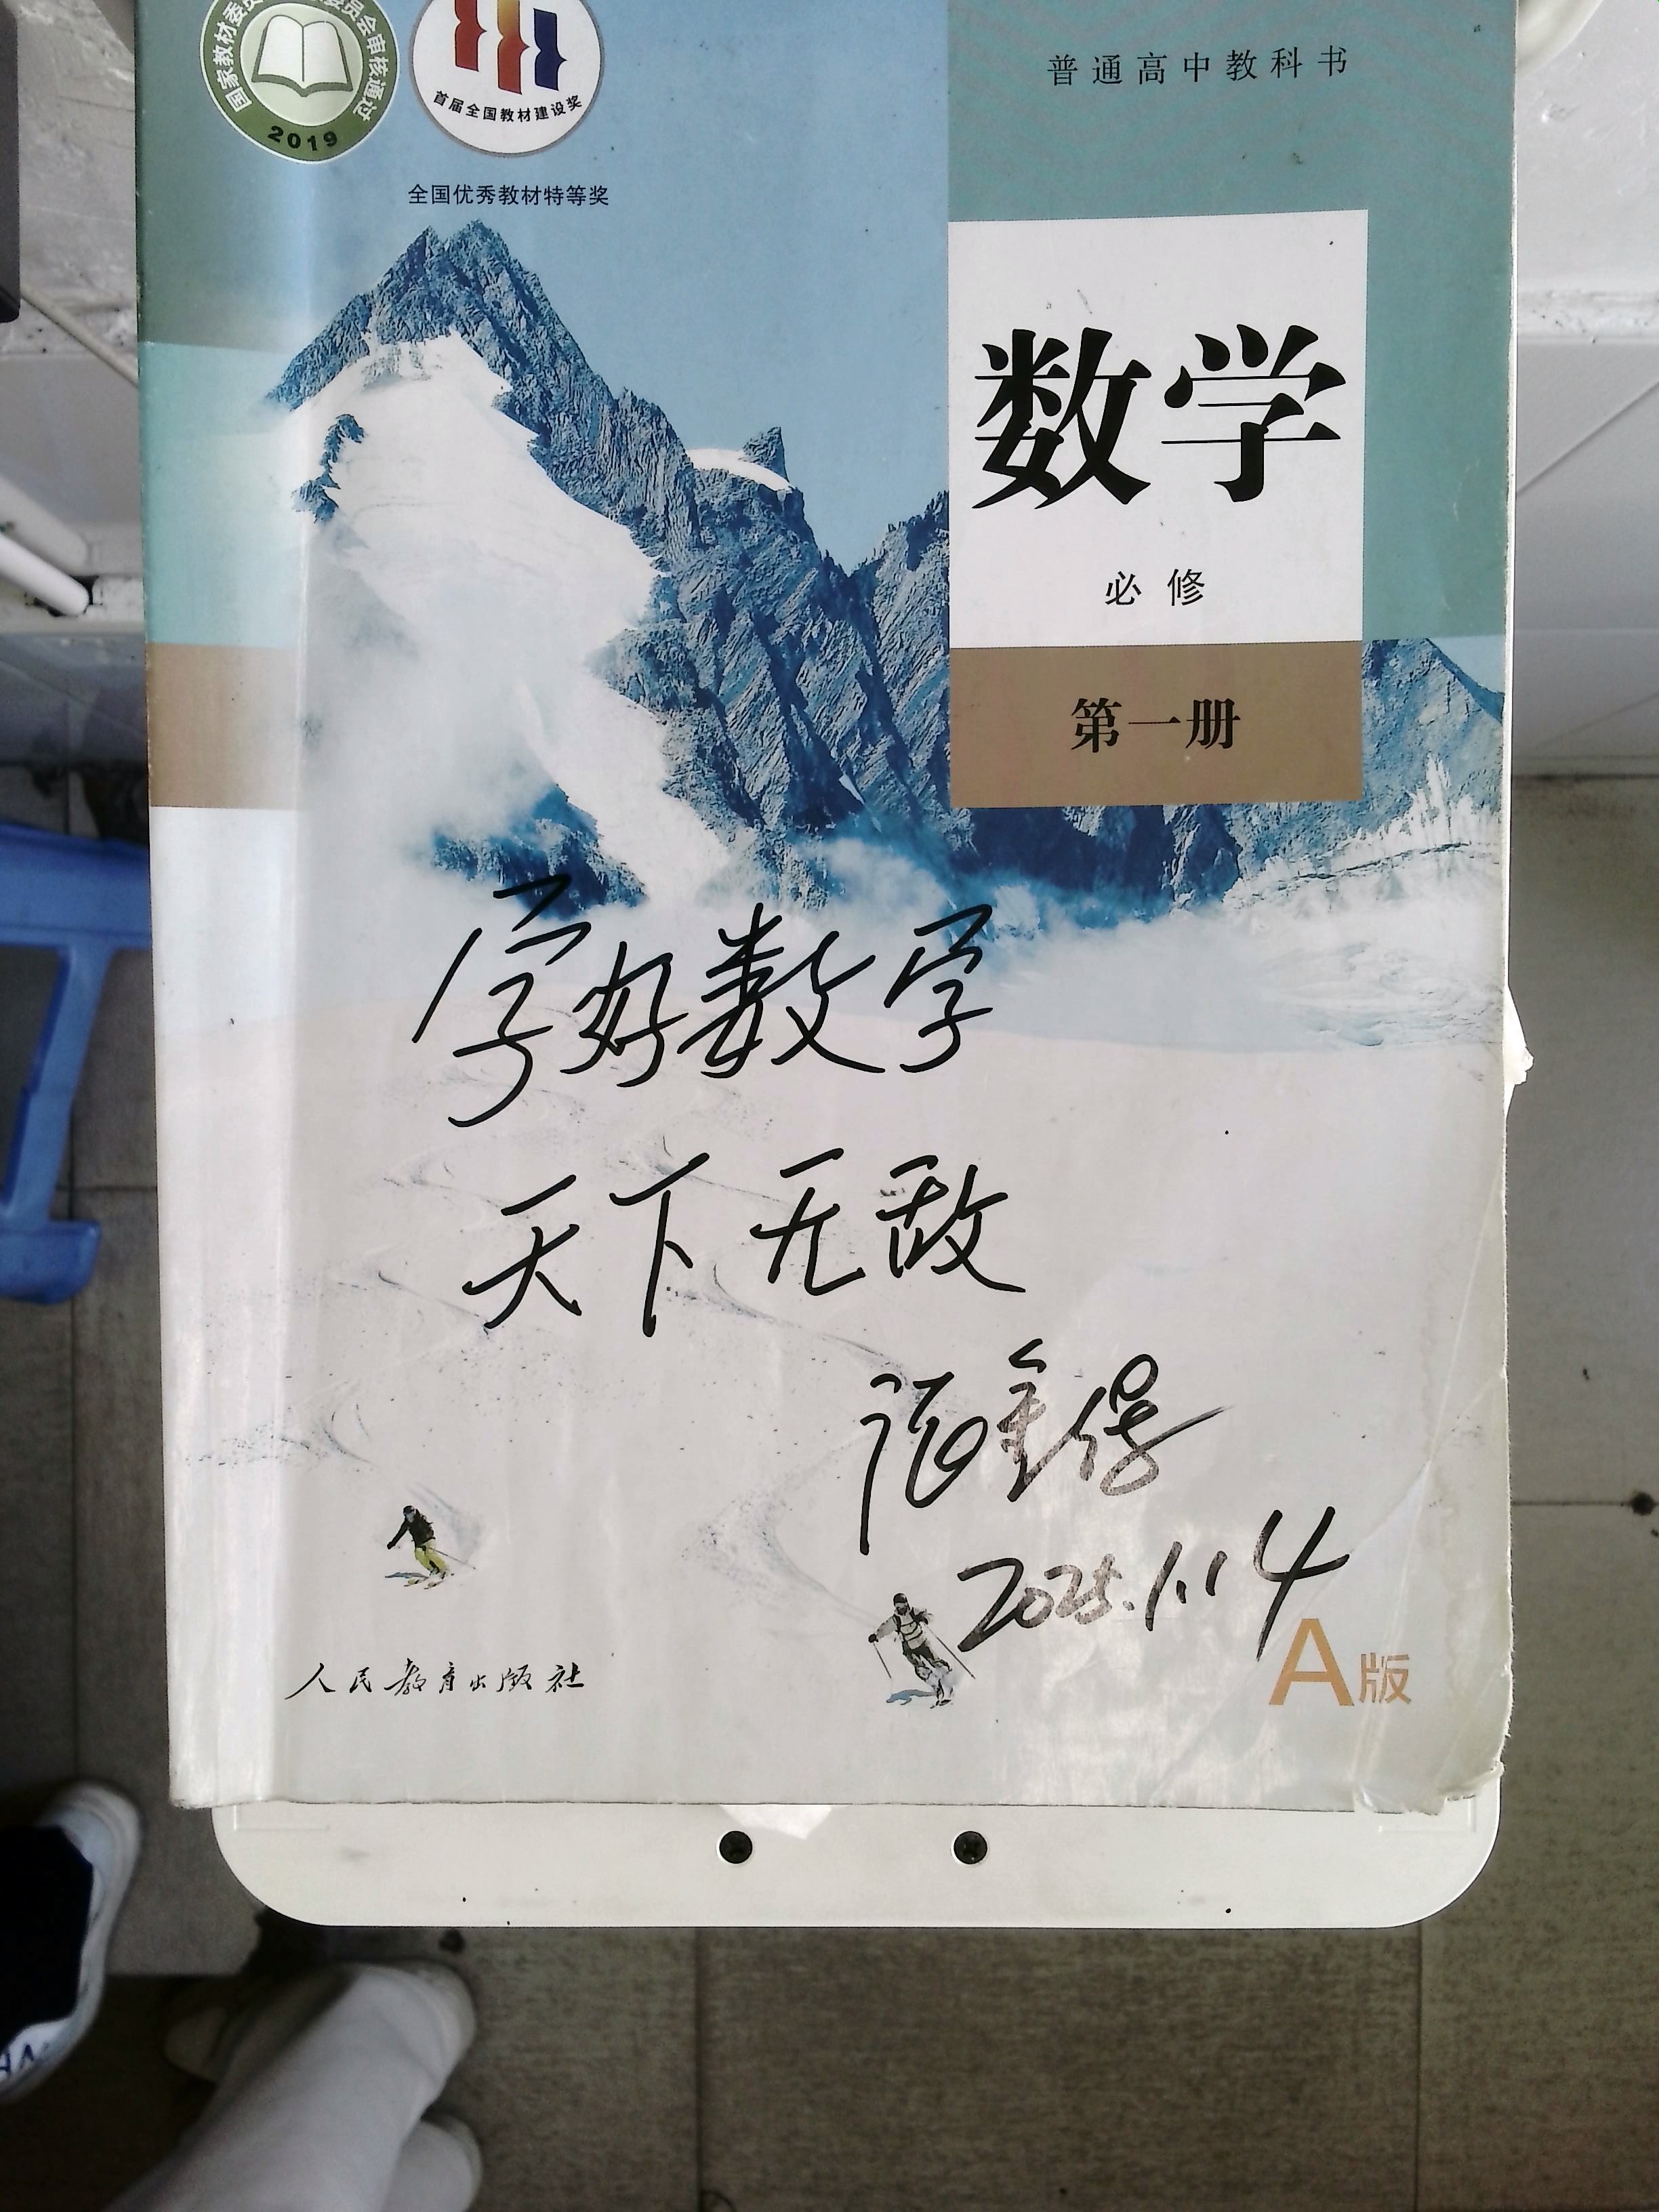 国家教材委员会审核通过
2019
首届全国教材建设奖
全国优秀教材特等奖
普通高中教科书
数学
必修
第一册
学好数学
天下无敌
2025.1.14
人民教育出版社
A版